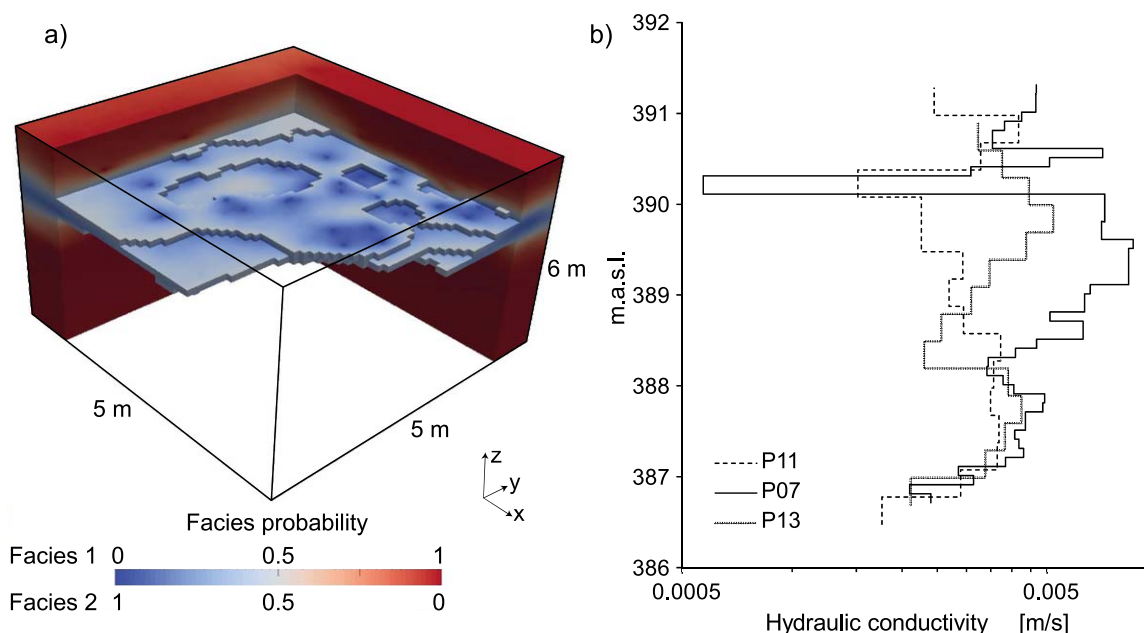 a)
6 m
5 m
5 m
z
y
x
Facies probability
Facies 1 0 0.5 1
Facies 2 1 0.5 0
b)
392
391
390
389
388
387
386
m.a.s.l.
P11
P07
P13
0.0005 0.005
Hydraulic conductivity [m/s]